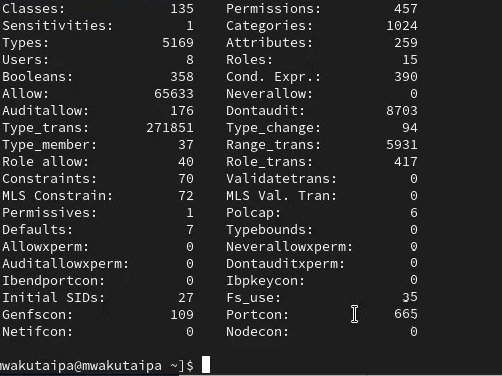 Classes: 135 Permissions: 457
Sensitivities: 1 Categories: 1024
Types: 5169 Attributes: 259
Users: 8 Roles: 15
Booleans: 358 Cond. Expr.: 390
Allow: 65633 Neverallow: 0
Auditallow: 176 Dontaudit: 8703
Type_trans: 271851 Type_change: 94
Type_member: 37 Range_trans: 5931
Role allow: 40 Role_trans: 417
Constraints: 70 Validatetrans: 0
MLS Constrain: 72 MLS Val. Tran: 0
Permissives: 1 Polcap: 6
Defaults: 7 Typebounds: 0
Allowxperm: 0 Neverallowxperm: 0
Auditallowxperm: 0 Dontauditxperm: 0
Ibendportcon: 0 Ibpkeycon: 0
Initial SIDs: 27 Fs_use: 35
Genfscon: 109 Portcon: 665
Netifcon: 0 Nodecon: 0
mwakutaipa@mwakutaipa ~]$